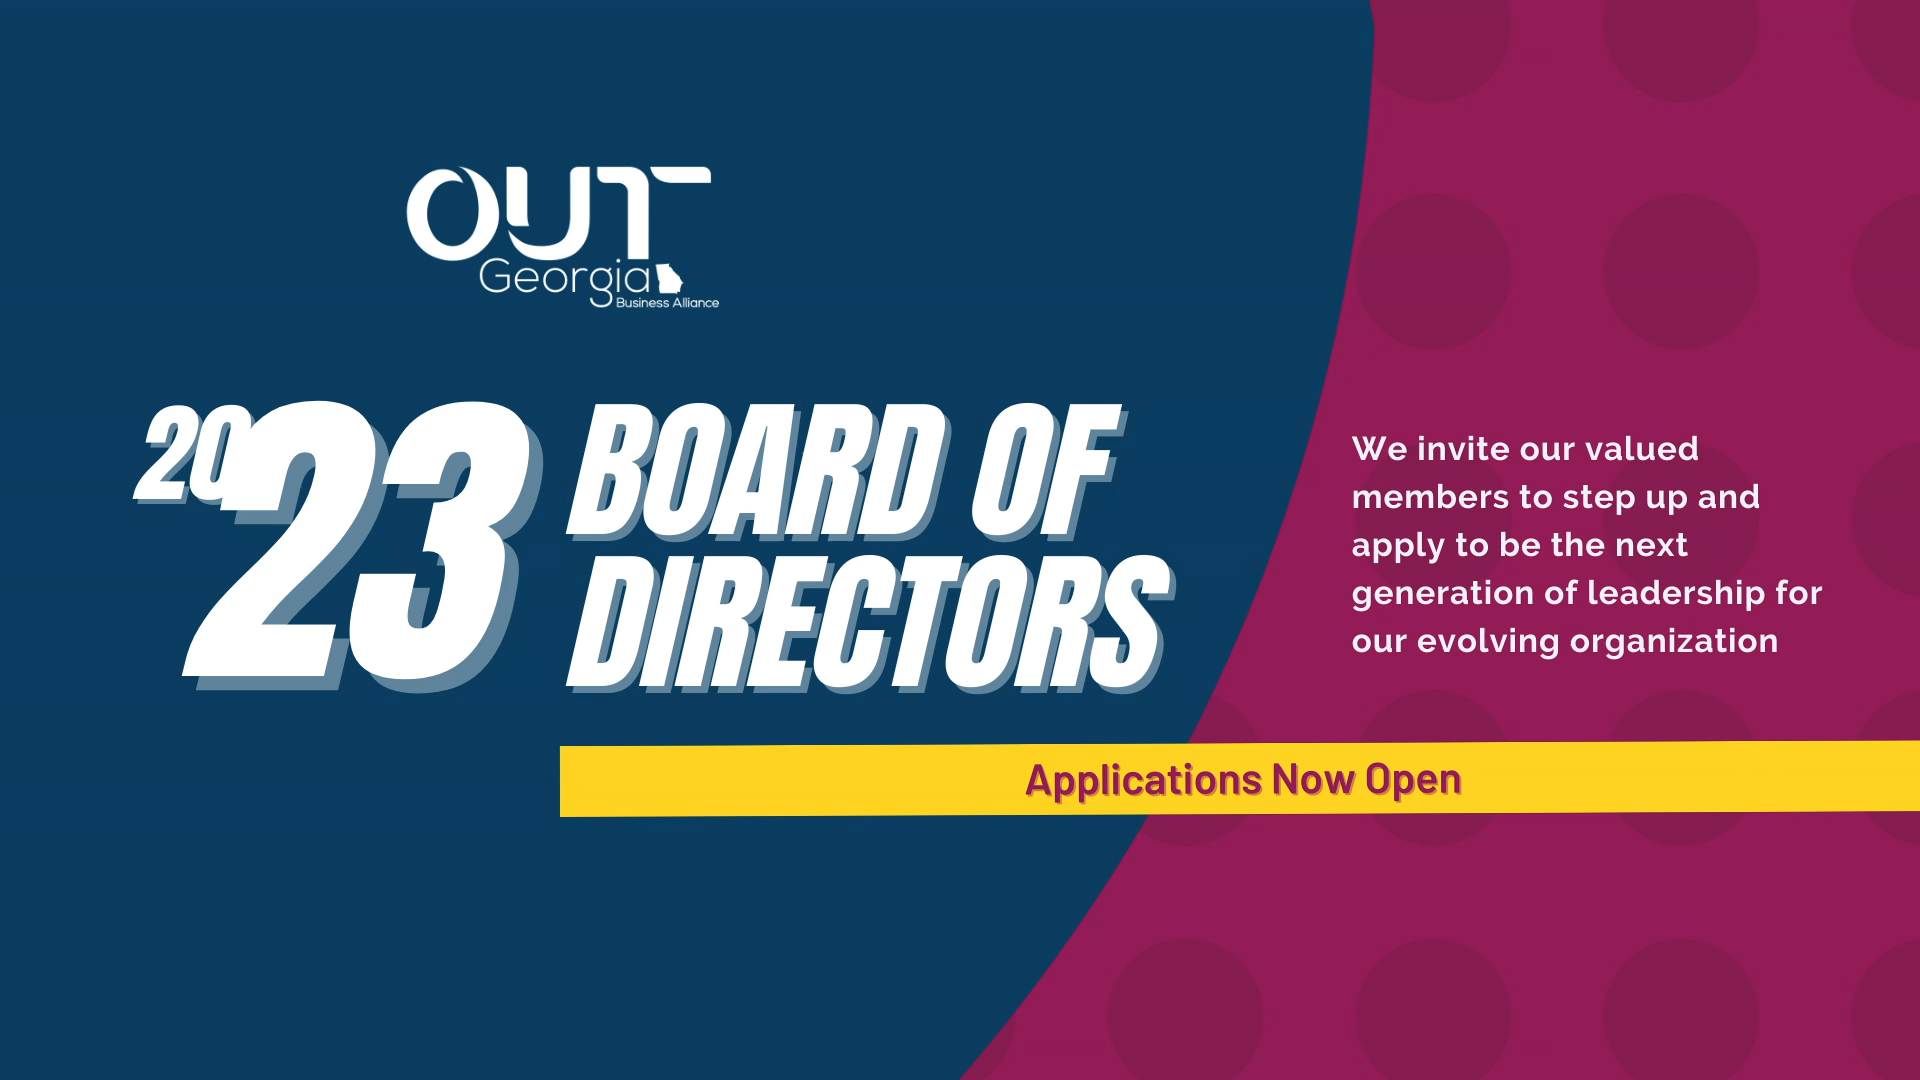 OUT
Georgia
Business Alliance
2023
BOARD OF
DIRECTORS
We invite our valued
members to step up and
apply to be the next
generation of leadership for
our evolving organization
Applications Now Open